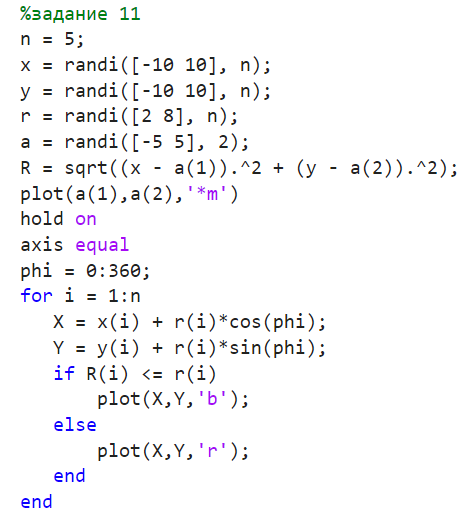 %задание 11
n = 5;
x = randi([-10 10], n);
y = randi([-10 10], n);
r = randi([2 8], n);
a = randi([-5 5], 2);
R = sqrt((x - a(1)).^2 + (y - a(2)).^2);
plot(a(1),a(2),'*m')
hold on
axis equal
phi = 0:360;
for i = 1:n
X = x(i) + r(i)*cos(phi);
Y = y(i) + r(i)*sin(phi);
if R(i) <= r(i)
plot(X,Y,'b');
else
plot(X,Y,'r');
end
end